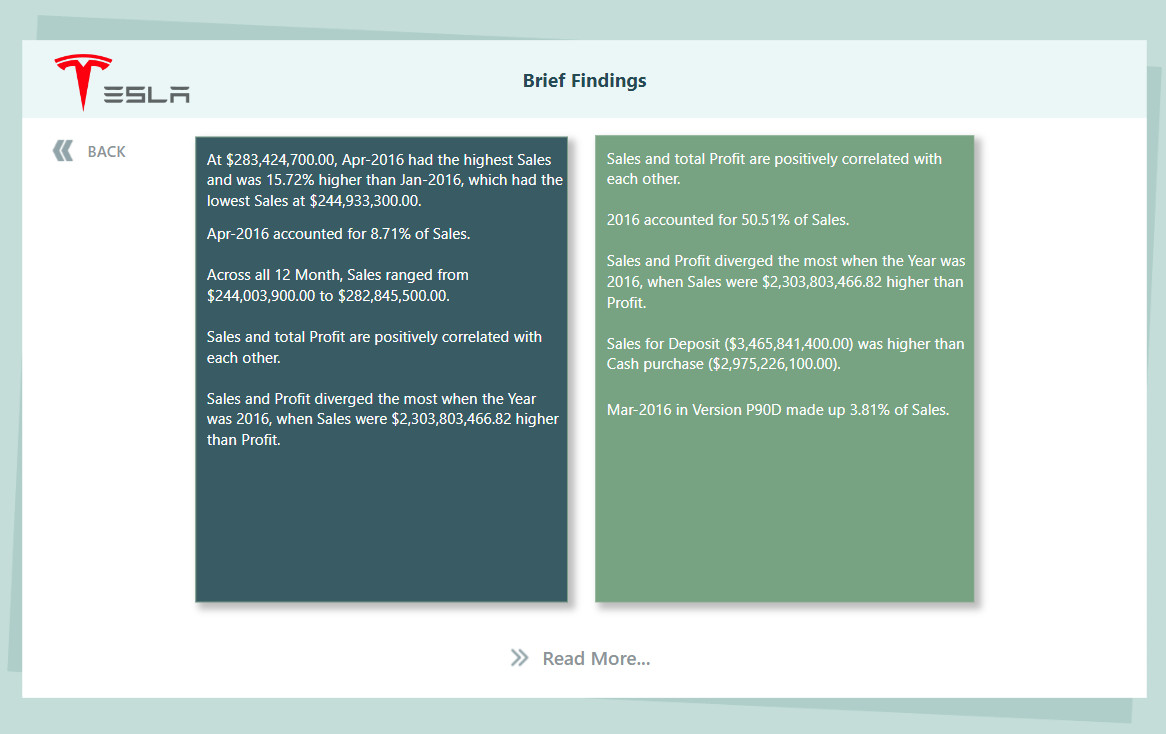 TESLA
Brief Findings
BACK
At $283,424,700.00, Apr-2016 had the highest Sales
and was 15.72% higher than Jan-2016, which had the
lowest Sales at $244,933,300.00.
Apr-2016 accounted for 8.71% of Sales.
Across all 12 Month, Sales ranged from
$244,003,900.00 to $282,845,500.00.
Sales and total Profit are positively correlated with
each other.
Sales and Profit diverged the most when the Year
was 2016, when Sales were $2,303,803,466.82 higher
than Profit.
Sales and total Profit are positively correlated with
each other.
2016 accounted for 50.51% of Sales.
Sales and Profit diverged the most when the Year was
2016, when Sales were $2,303,803,466.82 higher than
Profit.
Sales for Deposit ($3,465,841,400.00) was higher than
Cash purchase ($2,975,226,100.00).
Mar-2016 in Version P90D made up 3.81% of Sales.
Read More...